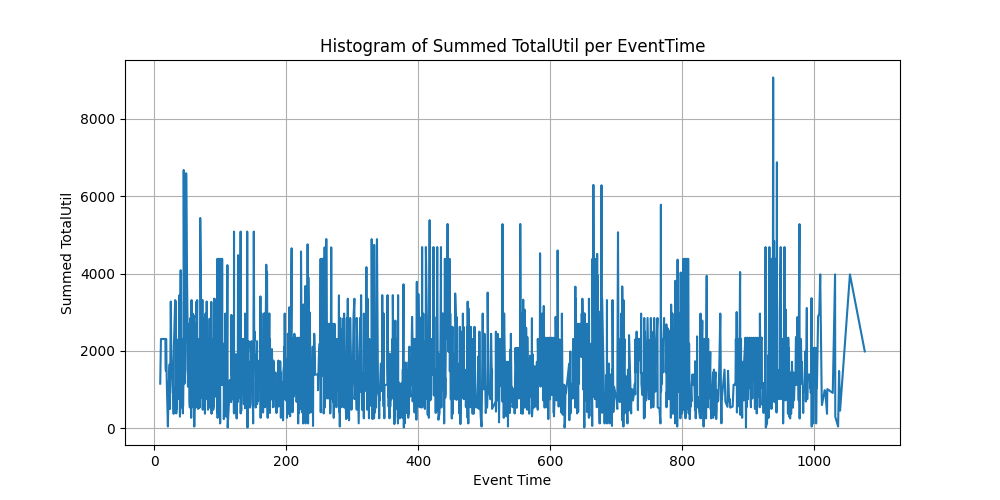 Histogram of Summed TotalUtil per EventTime
Summed TotalUtil
8000
6000
4000
2000
0
0 200 400 600 800 1000
Event Time